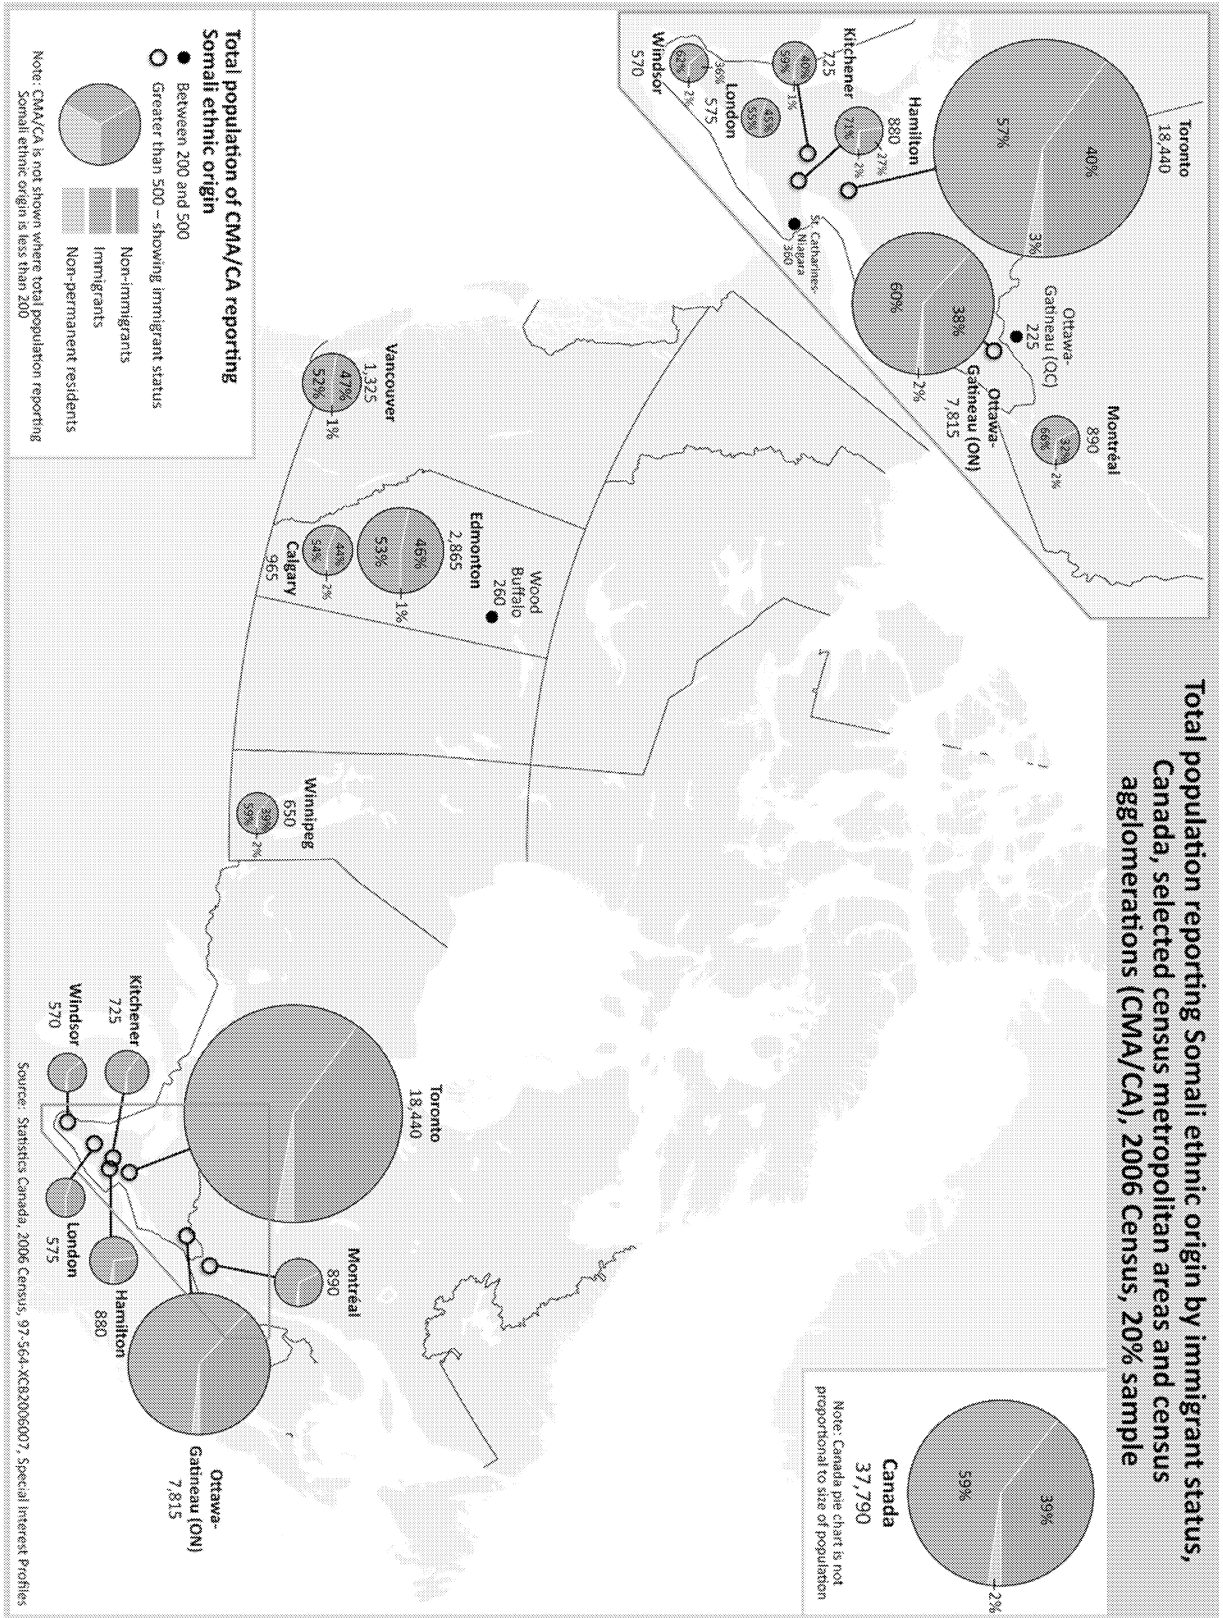 Total population reporting Somali ethnic origin by immigrant status,
Canada, selected census metropolitan areas and census
agglomerations (CMA/CA), 2006 Census, 20% sample
Toronto
18,440
40%
57%
3%
Hamilton
880
27%
71%
2%
Kitchener
725
40%
59%
1%
London
575
45%
55%
Windsor
570
36%
62%
2%
St. Catharines-
Niagara
360
Ottawa-
Gatineau (QC)
225
Ottawa-
Gatineau (ON)
7,815
38%
60%
2%
Montréal
890
32%
66%
2%
Canada
37,790
39%
59%
2%
Note: Canada pie chart is not
proportional to size of population
Vancouver
1,325
47%
52%
1%
Wood
Buffalo
260
Edmonton
2,865
46%
53%
1%
Calgary
965
44%
54%
2%
Winnipeg
650
39%
59%
2%
Toronto
18,440
Montréal
890
Ottawa-
Gatineau (ON)
7,815
Kitchener
725
Windsor
570
London
575
Hamilton
880
Total population of CMA/CA reporting
Somali ethnic origin
Between 200 and 500
Greater than 500 – showing immigrant status
Non-immigrants
Immigrants
Non-permanent residents
Note: CMA/CA is not shown where total population reporting
Somali ethnic origin is less than 200
Source: Statistics Canada, 2006 Census, 97-564-XCB2006007, Special Interest Profiles